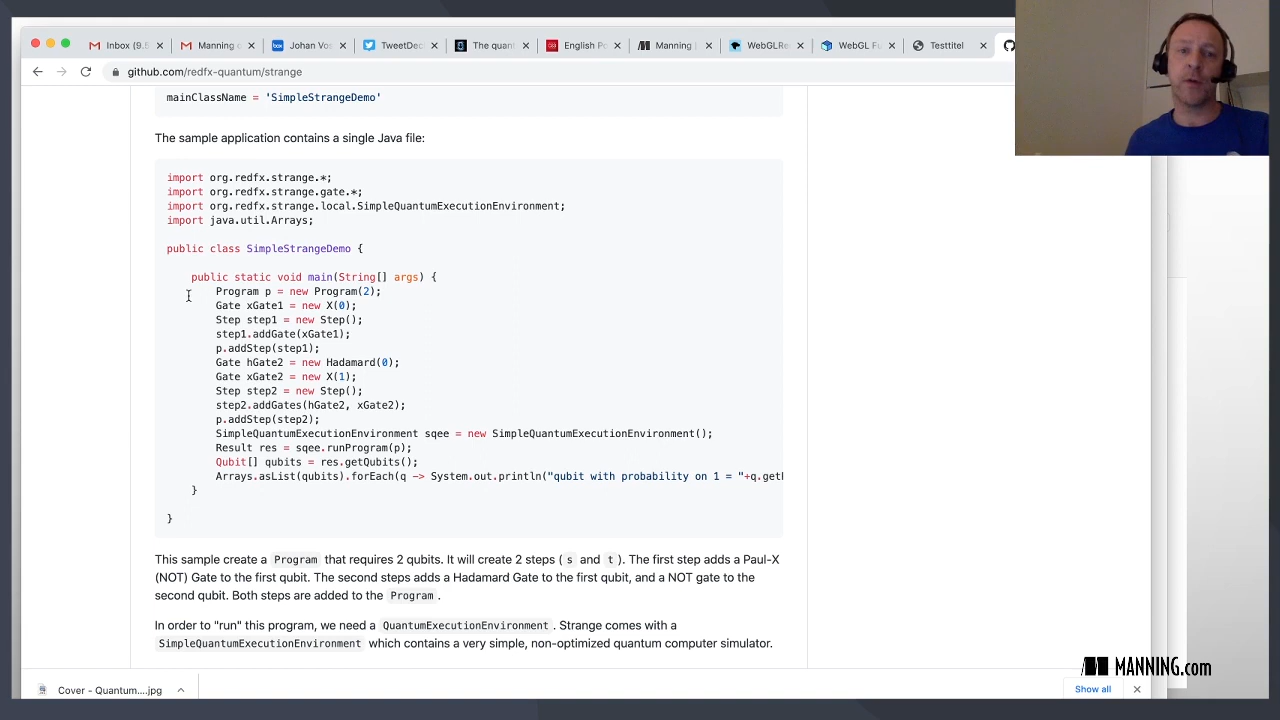 Inbox (9.5
Manning e
Johan Vos
TweetDec
The quant
English Po
Manning |
WebGLRe
WebGL Fu
Testtitel
github.com/redfx-quantum/strange
mainClassName = 'SimpleStrangeDemo'
The sample application contains a single Java file:
import org.redfx.strange.*;
import org.redfx.strange.gate.*;
import org.redfx.strange.local.SimpleQuantumExecutionEnvironment;
import java.util.Arrays;
public class SimpleStrangeDemo {
public static void main(String[] args) {
Program p = new Program(2);
Gate xGate1 = new X(0);
Step step1 = new Step();
step1.addGate(xGate1);
p.addStep(step1);
Gate hGate2 = new Hadamard(0);
Gate xGate2 = new X(1);
Step step2 = new Step();
step2.addGates(hGate2, xGate2);
p.addStep(step2);
SimpleQuantumExecutionEnvironment sqee = new SimpleQuantumExecutionEnvironment();
Result res = sqee.runProgram(p);
Qubit[] qubits = res.getQubits();
Arrays.asList(qubits).forEach(q -> System.out.println("qubit with probability on 1 = "+q.get
}
}
This sample create a Program that requires 2 qubits. It will create 2 steps ( s and t ). The first step adds a Paul-X
(NOT) Gate to the first qubit. The second steps adds a Hadamard Gate to the first qubit, and a NOT gate to the
second qubit. Both steps are added to the Program .
In order to "run" this program, we need a QuantumExecutionEnvironment . Strange comes with a
SimpleQuantumExecutionEnvironment which contains a very simple, non-optimized quantum computer simulator.
MANNING.com
Cover - Quantum....jpg
Show all